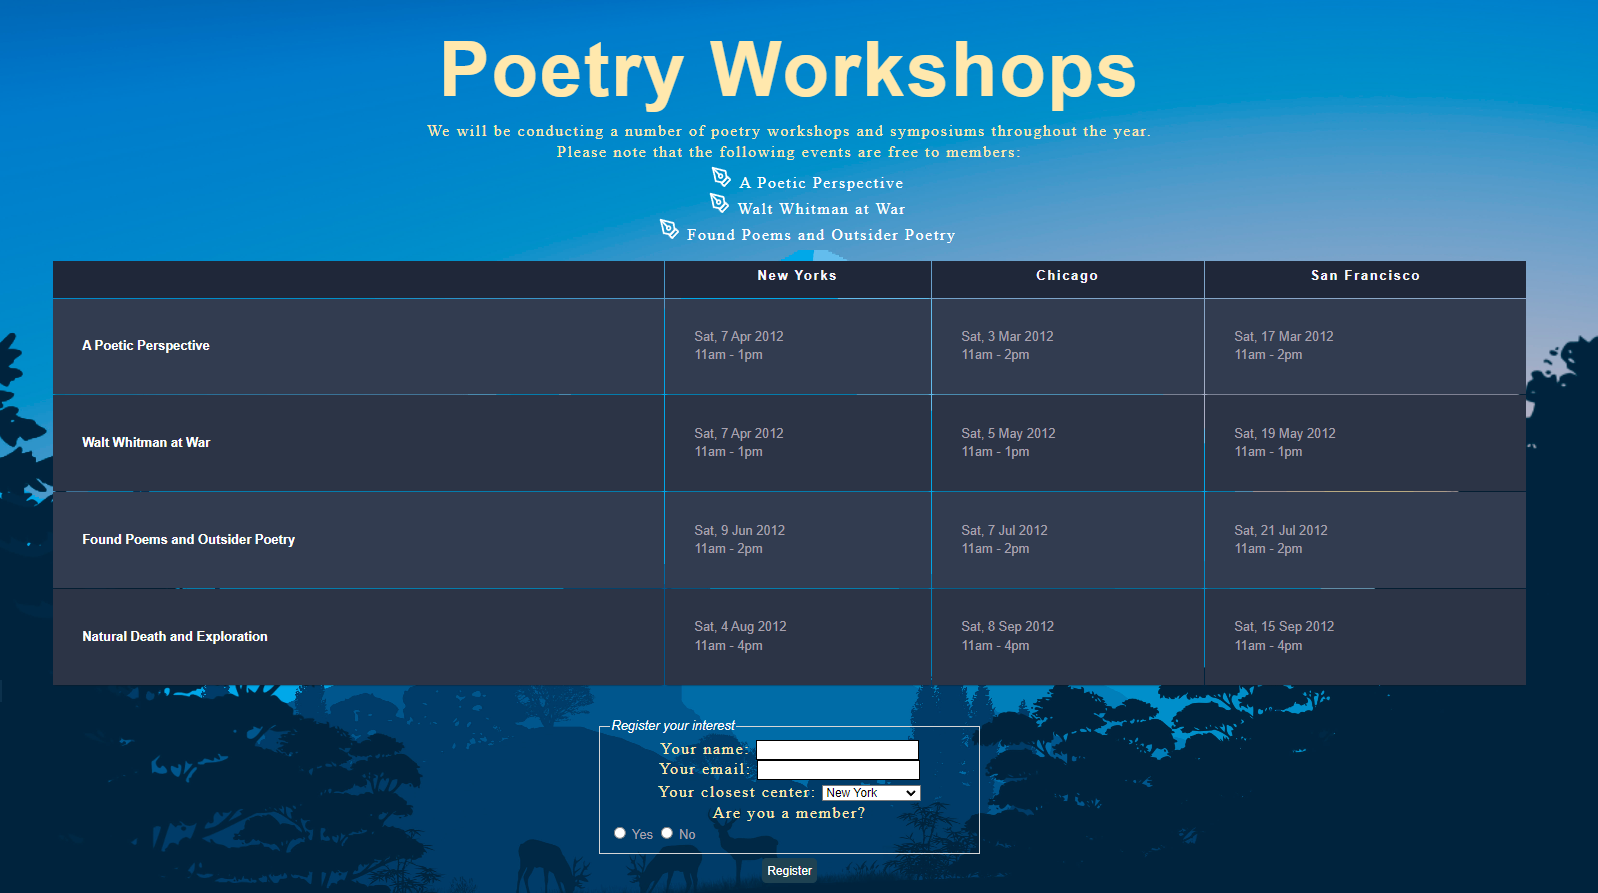 Poetry Workshops
We will be conducting a number of poetry workshops and symposiums throughout the year.
Please note that the following events are free to members:
A Poetic Perspective
Walt Whitman at War
Found Poems and Outsider Poetry
New Yorks Chicago San Francisco
A Poetic Perspective
Sat, 7 Apr 2012
11am - 1pm
Sat, 3 Mar 2012
11am - 2pm
Sat, 17 Mar 2012
11am - 2pm
Walt Whitman at War
Sat, 7 Apr 2012
11am - 1pm
Sat, 5 May 2012
11am - 1pm
Sat, 19 May 2012
11am - 1pm
Found Poems and Outsider Poetry
Sat, 9 Jun 2012
11am - 2pm
Sat, 7 Jul 2012
11am - 2pm
Sat, 21 Jul 2012
11am - 2pm
Natural Death and Exploration
Sat, 4 Aug 2012
11am - 4pm
Sat, 8 Sep 2012
11am - 4pm
Sat, 15 Sep 2012
11am - 4pm
Register your interest
Your name:
Your email:
Your closest center: New York
Are you a member?
Yes No
Register